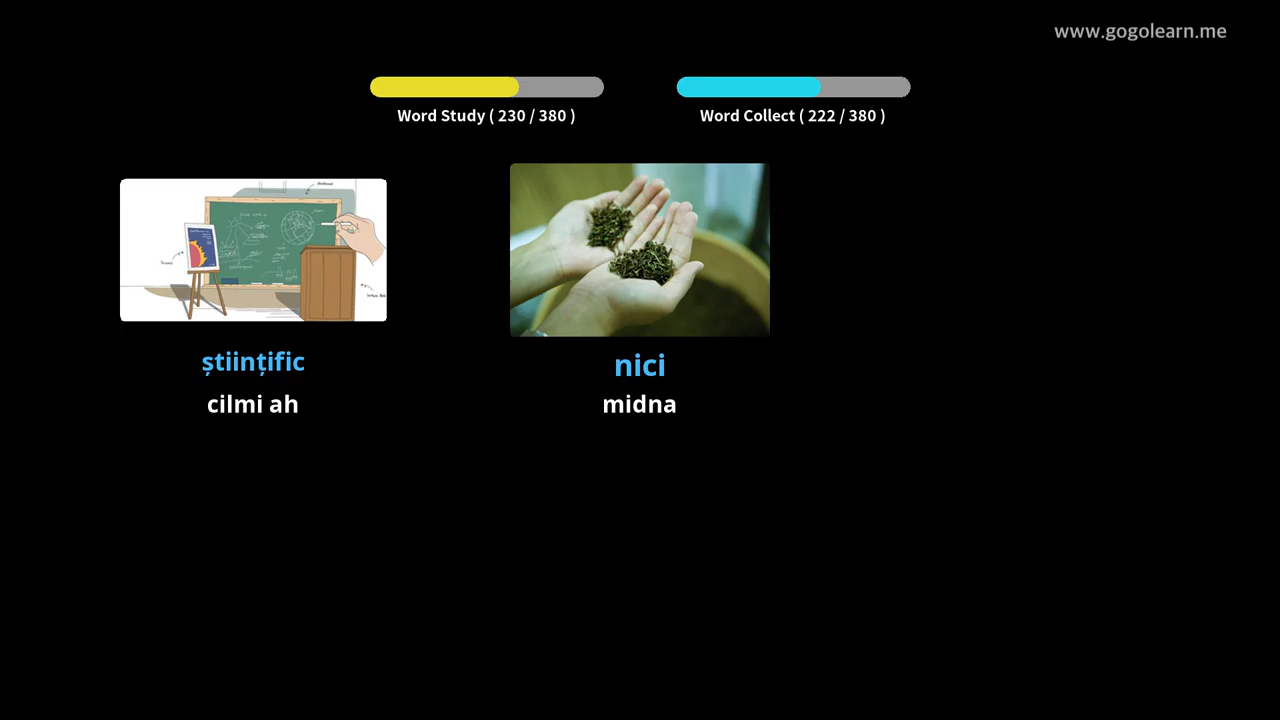 www.gogolearn.me
Word Study ( 230 / 380 )
Word Collect ( 222 / 380 )
științific
cilmi ah
nici
midna